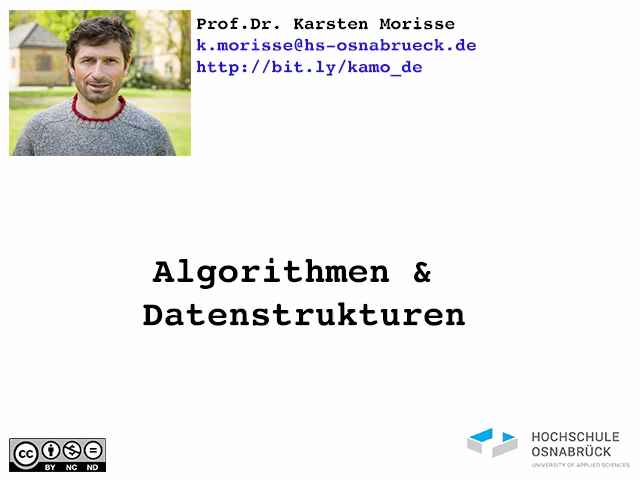 Prof.Dr. Karsten Morisse
k.morisse@hs-osnabrueck.de
http://bit.ly/kamo_de
Algorithmen &
Datenstrukturen
cc
BY NC ND
HOCHSCHULE
OSNABRÜCK
UNIVERSITY OF APPLIED SCIENCES